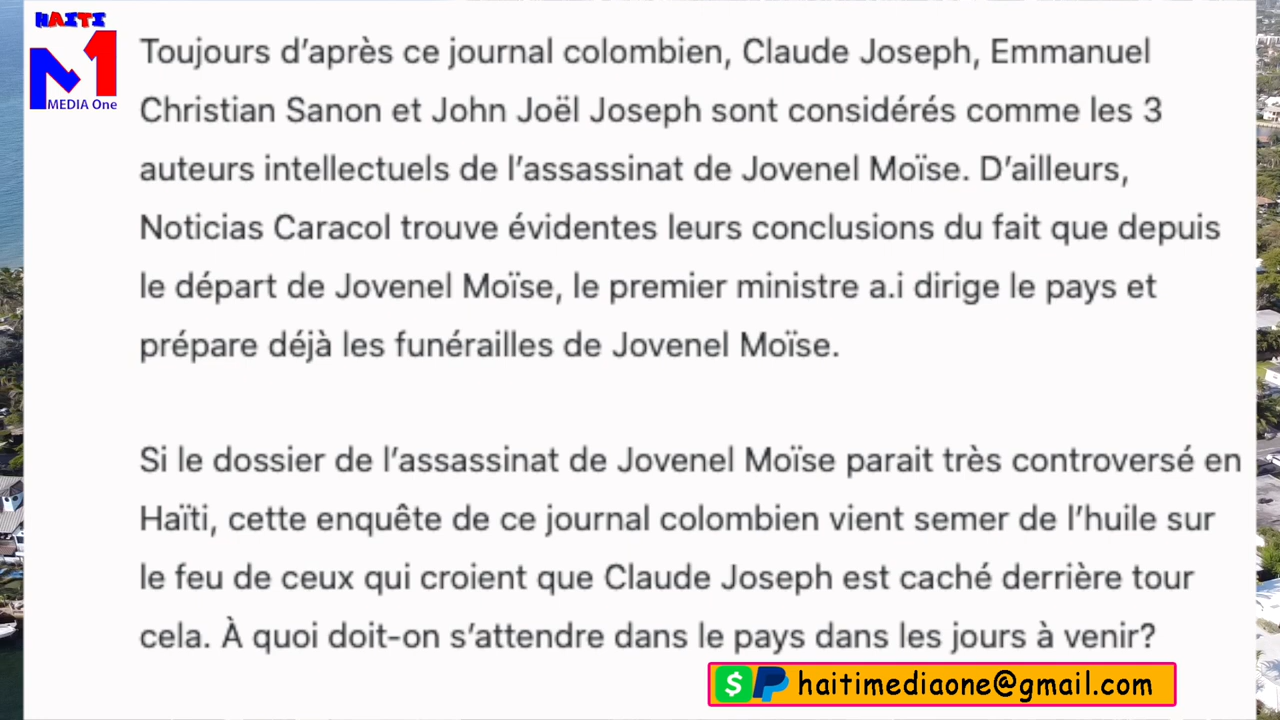 HAITI
M1
MEDIA One
Toujours d’après ce journal colombien, Claude Joseph, Emmanuel
Christian Sanon et John Joël Joseph sont considérés comme les 3
auteurs intellectuels de l’assassinat de Jovenel Moïse. D’ailleurs,
Noticias Caracol trouve évidentes leurs conclusions du fait que depuis
le départ de Jovenel Moïse, le premier ministre a.i dirige le pays et
prépare déjà les funérailles de Jovenel Moïse.
Si le dossier de l’assassinat de Jovenel Moïse parait très controversé en
Haïti, cette enquête de ce journal colombien vient semer de l’huile sur
le feu de ceux qui croient que Claude Joseph est caché derrière tour
cela. À quoi doit-on s’attendre dans le pays dans les jours à venir?
$ haitimediaone@gmail.com